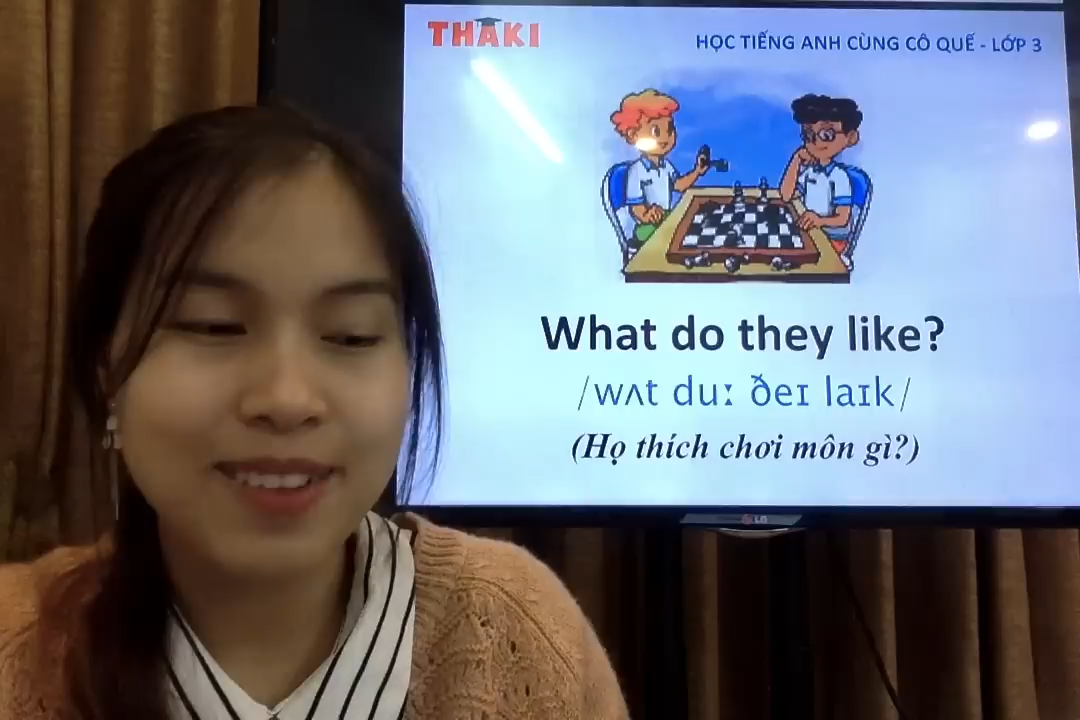 THAKI
HỌC TIẾNG ANH CÙNG CÔ QUẾ - LỚP 3
What do they like?
/wʌt duː ðeɪ laɪk/
(Họ thích chơi môn gì?)
LG